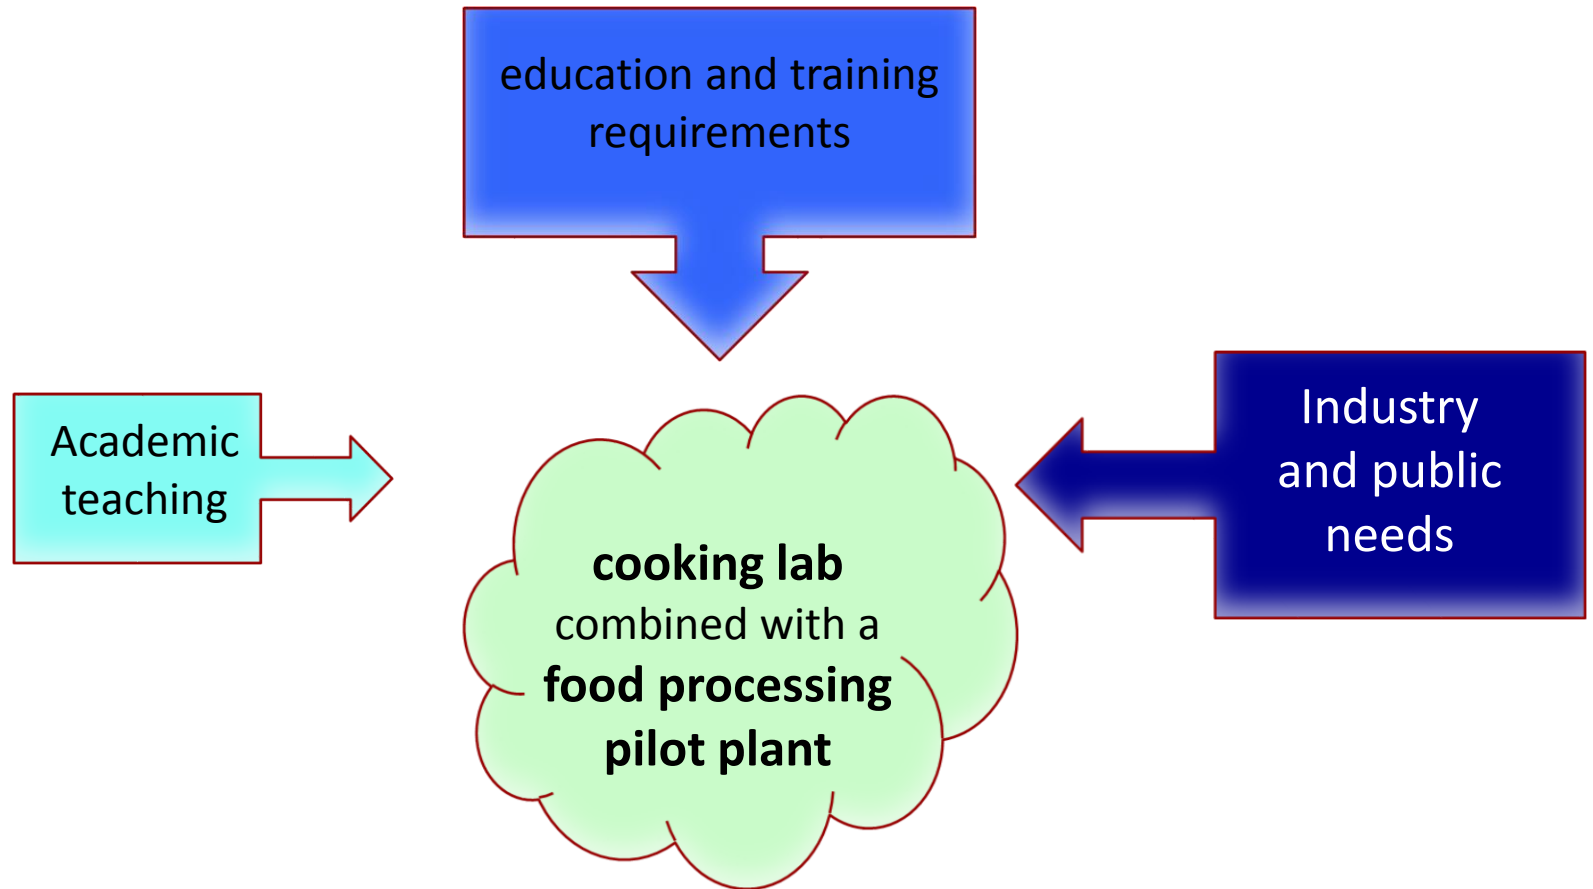 education and training
requirements
Academic
teaching
Industry
and public
needs
cooking lab
combined with a
food processing
pilot plant